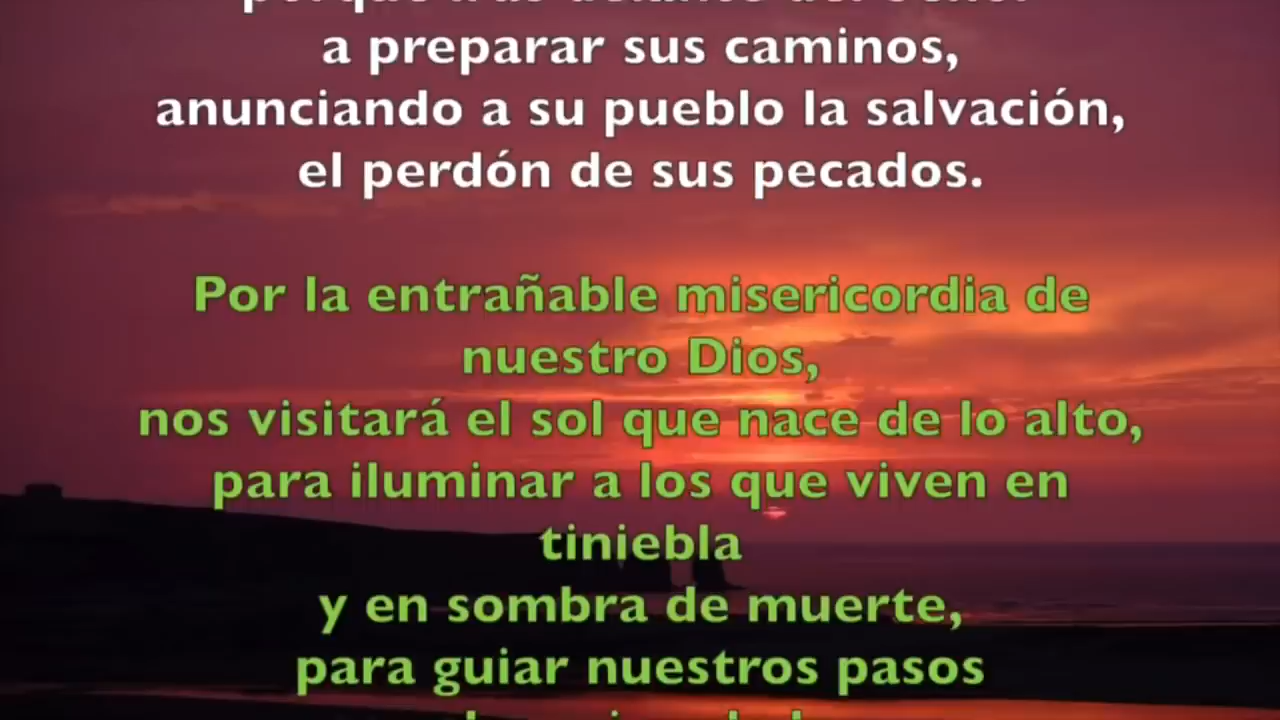 a preparar sus caminos,
anunciando a su pueblo la salvación,
el perdón de sus pecados.
Por la entrañable misericordia de
nuestro Dios,
nos visitará el sol que nace de lo alto,
para iluminar a los que viven en
tiniebla
y en sombra de muerte,
para guiar nuestros pasos